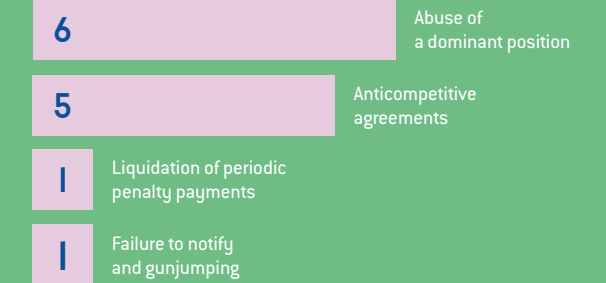 6
Abuse of
a dominant position
5
Anticompetitive
agreements
1
Liquidation of periodic
penalty payments
1
Failure to notify
and gunjumping